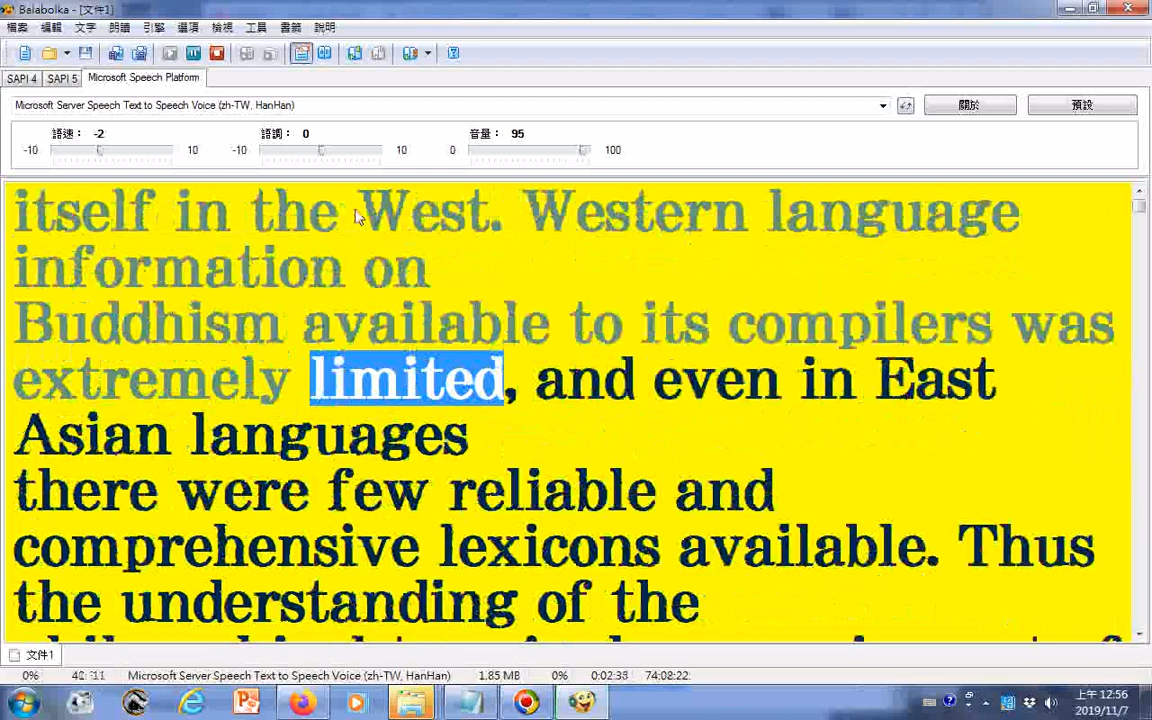 Balabolka - [文件1]
檔案 編輯 文字 朗讀 引擎 選項 檢視 工具 書籤 說明
SAPI 4 SAPI 5 Microsoft Speech Platform
Microsoft Server Speech Text to Speech Voice (zh-TW, HanHan) 關於 預設
語速： -2 語調： 0 音量： 95
-10 10 -10 10 0 100
itself in the West. Western language
information on
Buddhism available to its compilers was
extremely limited, and even in East
Asian languages
there were few reliable and
comprehensive lexicons available. Thus
the understanding of the
文件1
0% Microsoft Server Speech Text to Speech Voice (zh-TW, HanHan) 1.85 MB 0% 0:02:38 74:08:22
上午 12:56
2019/11/7